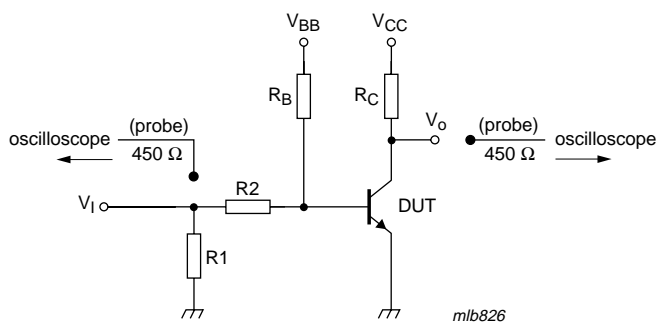 VBB
VCC
RB
RC
Vo
(probe)
oscilloscope
450 Ω
(probe)
oscilloscope
450 Ω
R2
DUT
VI
R1
mlb826